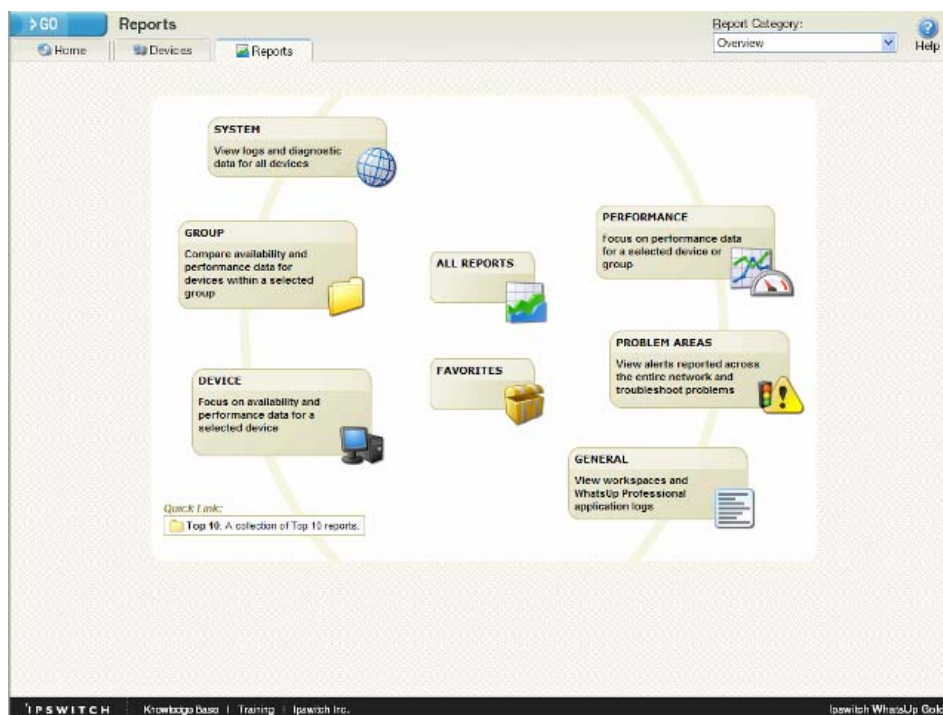 GO
Reports
Report Category:
Overview
Help
Home
Devices
Reports
SYSTEM
View logs and diagnostic
data for all devices
GROUP
Compare availability and
performance data for
devices within a selected
group
DEVICE
Focus on availability and
performance data for a
selected device
ALL REPORTS
FAVORITES
PERFORMANCE
Focus on performance data
for a selected device or
group
PROBLEM AREAS
View alerts reported across
the entire network and
troubleshoot problems
GENERAL
View workspaces and
WhatsUp Professional
application logs
Quick Link:
Top 10: A collection of Top 10 reports.
IPSWITCH
Knowledge Base | Training | Ipswitch Inc.
Ipswitch WhatsUp Gold